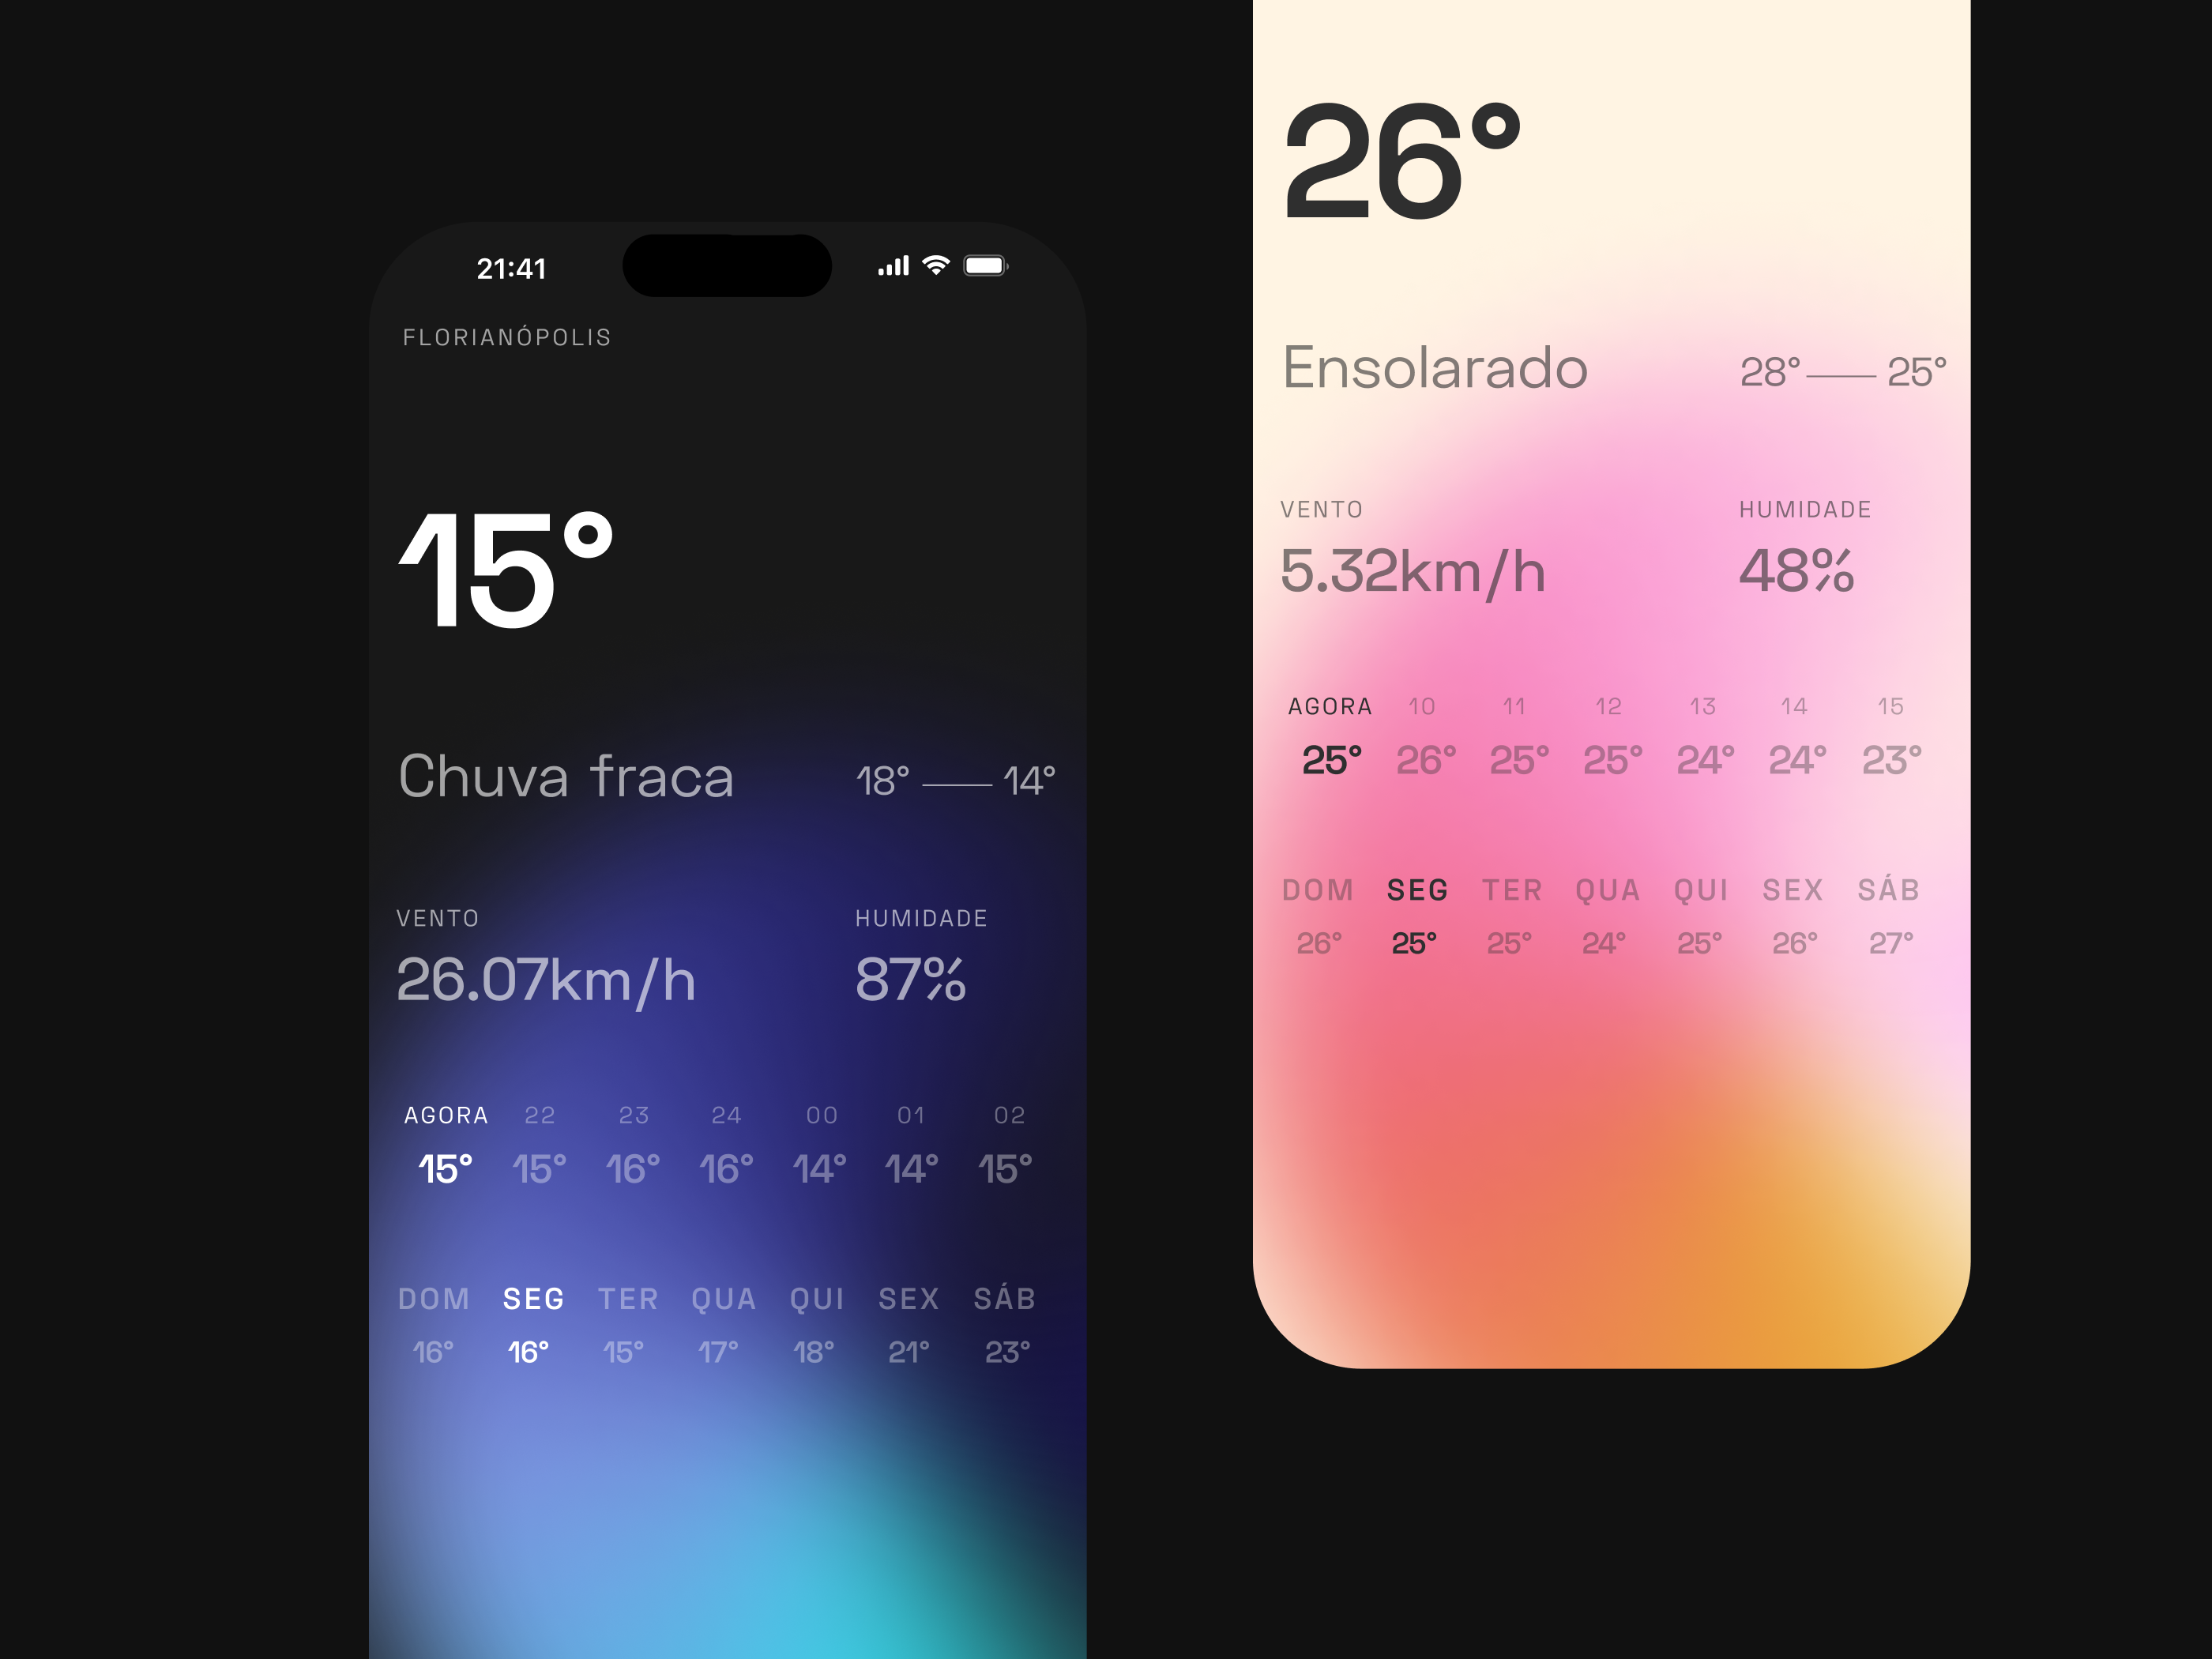 21:41
FLORIANÓPOLIS
15°
Chuva fraca 18° 14°
VENTO HUMIDADE
26.07km/h 87%
AGORA 22 23 24 00 01 02
15° 15° 16° 16° 14° 14° 15°
DOM SEG TER QUA QUI SEX SÁB
16° 16° 15° 17° 18° 21° 23°
26°
Ensolarado 28° 25°
VENTO HUMIDADE
5.32km/h 48%
AGORA 10 11 12 13 14 15
25° 26° 25° 25° 24° 24° 23°
DOM SEG TER QUA QUI SEX SÁB
26° 25° 25° 24° 25° 26° 27°